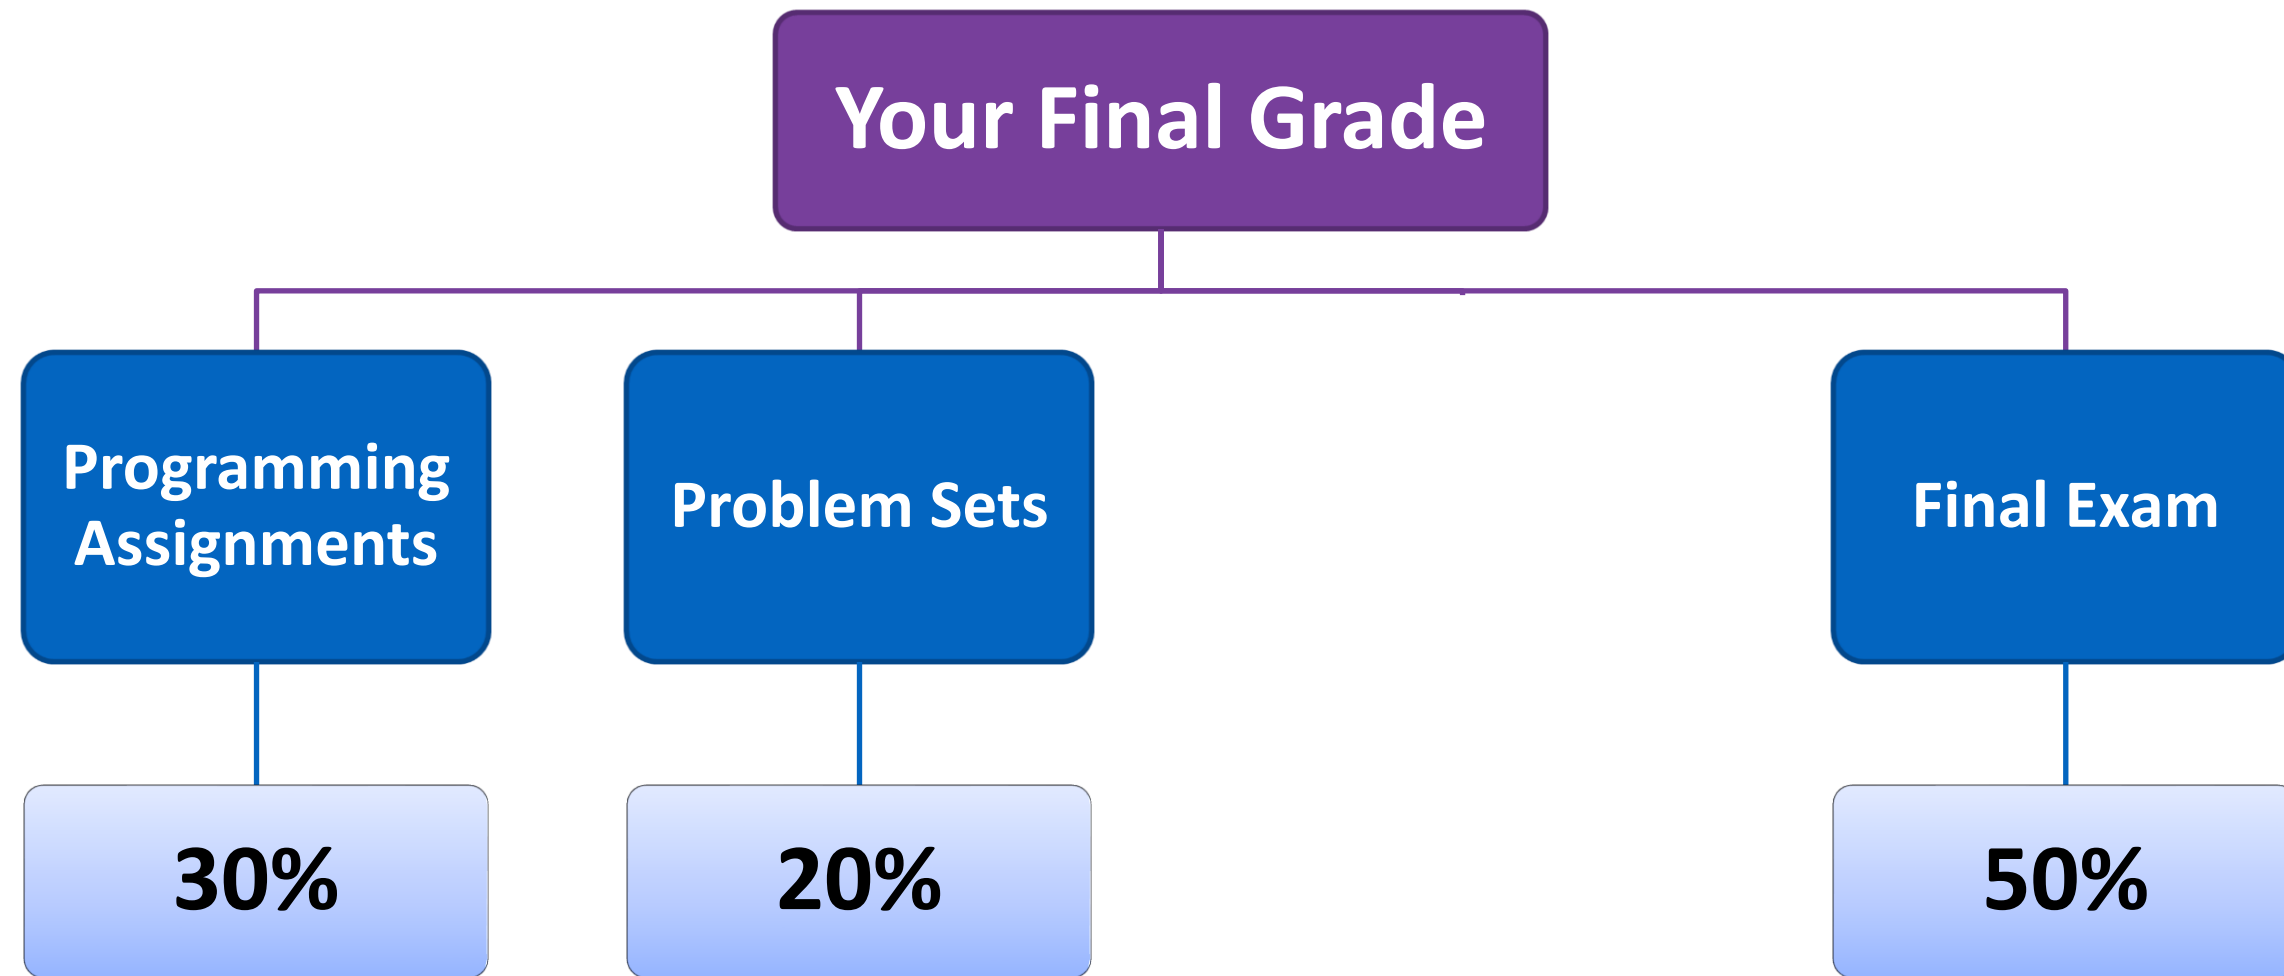 Your Final Grade
Programming
Assignments
Problem Sets
Final Exam
30%
20%
50%